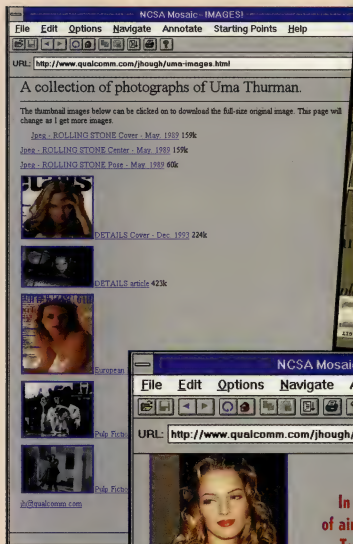 NCSA Mosaic - IMAGES!
File Edit Options Navigate Annotate Starting Points Help
URL: http://www.qualcomm.com/jhough/uma-images.html
A collection of photographs of Uma Thurman.
The thumbnail images below can be clicked on to download the full-size original image. This page will
change as I get more images.
Jpeg - ROLLING STONE Cover - May, 1989 159k
Jpeg - ROLLING STONE Center - May, 1989 159k
Jpeg - ROLLING STONE Pose - May, 1989 60k
DETAILS Cover - Dec. 1993 224k
DETAILS article 423k
European
Pulp Fictio
Pulp Fictio
jh@qualcomm.com
NCSA Mosai
File Edit Options Navigate A
URL: http://www.qualcomm.com/jhough/
In
of ai